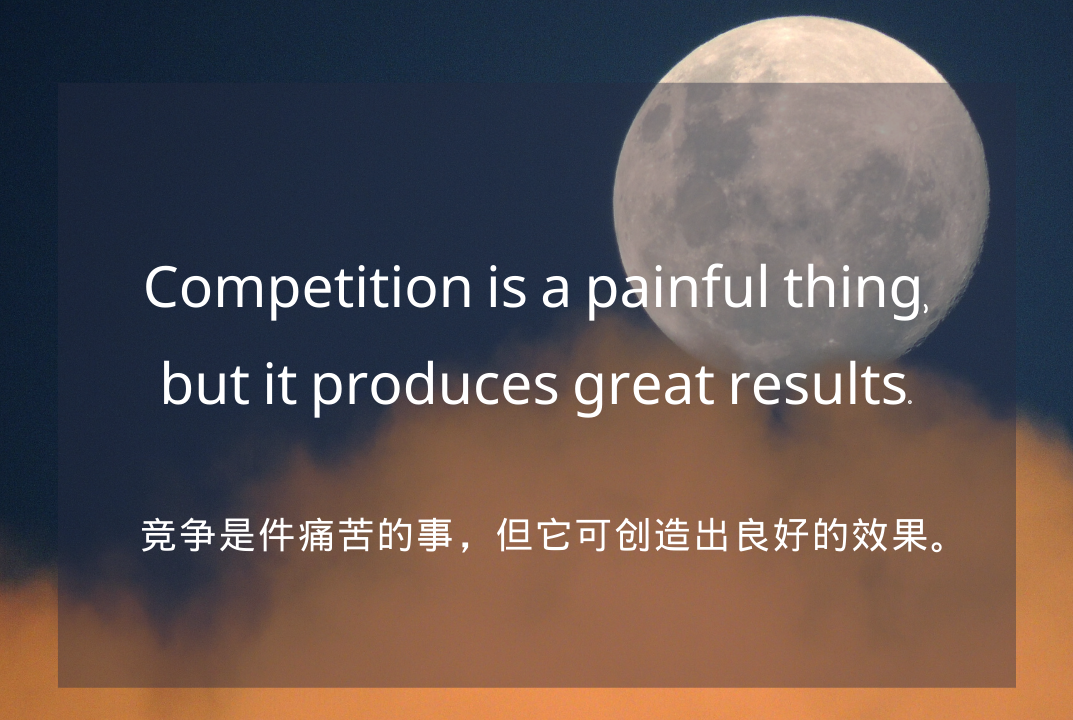 Competition is a painful thing,
but it produces great results.
竞争是件痛苦的事，但它可创造出良好的效果。